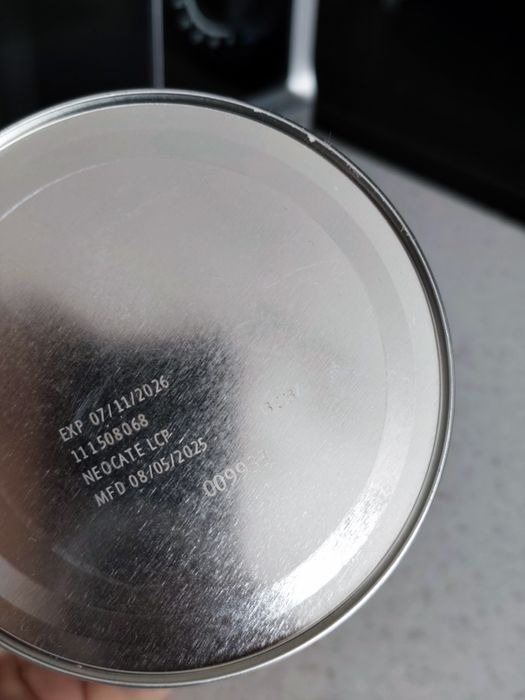 EXP 07/11/2026
111508068
NEOCATE LCP
MFD 08/05/2025